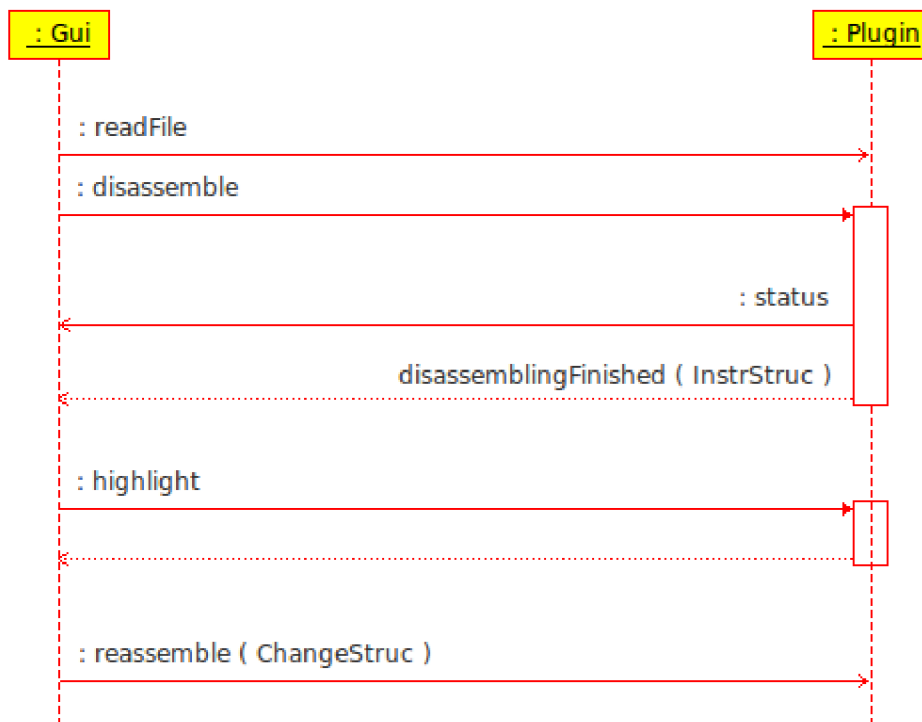 : Gui
: Plugin
: readFile
: disassemble
: status
disassemblingFinished ( InstrStruc )
: highlight
: reassemble ( ChangeStruc )